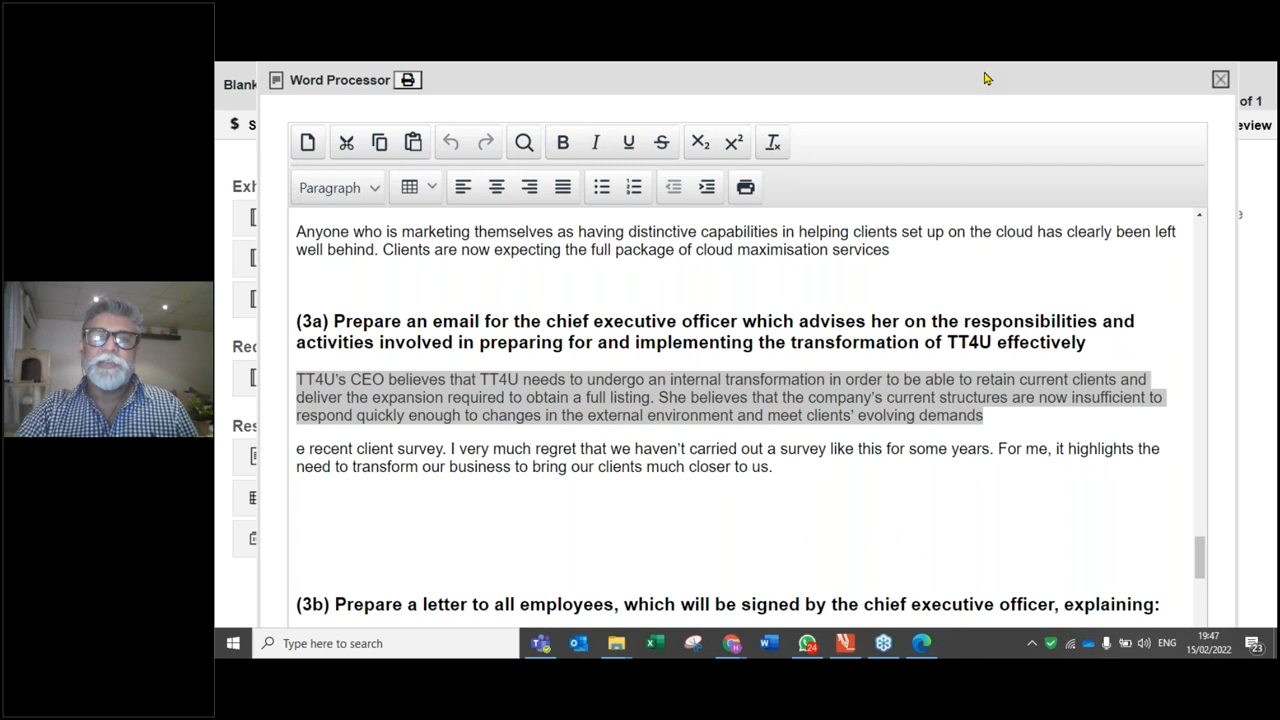 Blank
Word Processor
of 1
$ S
eview
Exh
B I U S X₂ X² Tx
Paragraph
Anyone who is marketing themselves as having distinctive capabilities in helping clients set up on the cloud has clearly been left
well behind. Clients are now expecting the full package of cloud maximisation services
e
(3a) Prepare an email for the chief executive officer which advises her on the responsibilities and
activities involved in preparing for and implementing the transformation of TT4U effectively
Rec
TT4U's CEO believes that TT4U needs to undergo an internal transformation in order to be able to retain current clients and
deliver the expansion required to obtain a full listing. She believes that the company's current structures are now insufficient to
respond quickly enough to changes in the external environment and meet clients' evolving demands
Res
e recent client survey. I very much regret that we haven't carried out a survey like this for some years. For me, it highlights the
need to transform our business to bring our clients much closer to us.
(3b) Prepare a letter to all employees, which will be signed by the chief executive officer, explaining:
Type here to search
24
ENG
19:47
15/02/2022
23